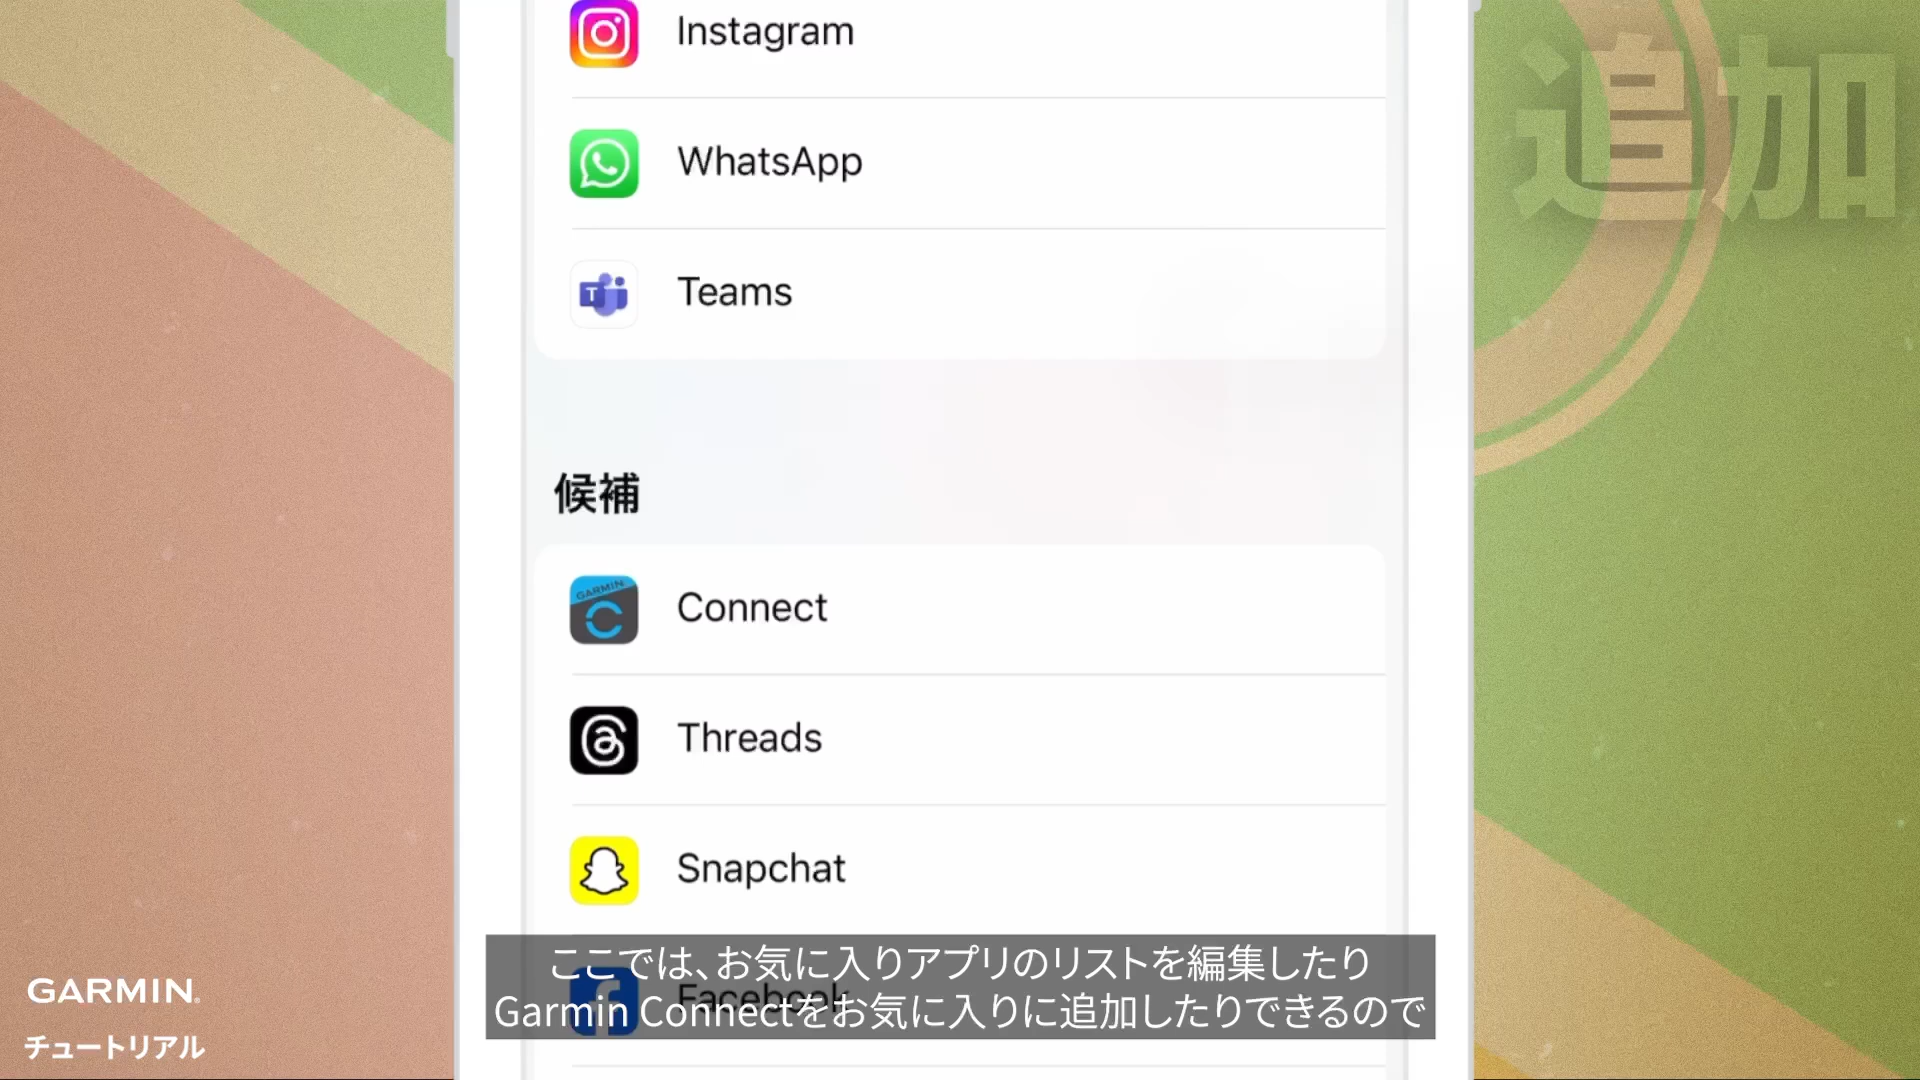 Instagram
追加
WhatsApp
Teams
候補
GARMIN
Connect
Threads
Snapchat
Facebook
ここでは、お気に入りアプリのリストを編集したり
Garmin Connectをお気に入りに追加したりできるので
GARMIN.
チュートリアル